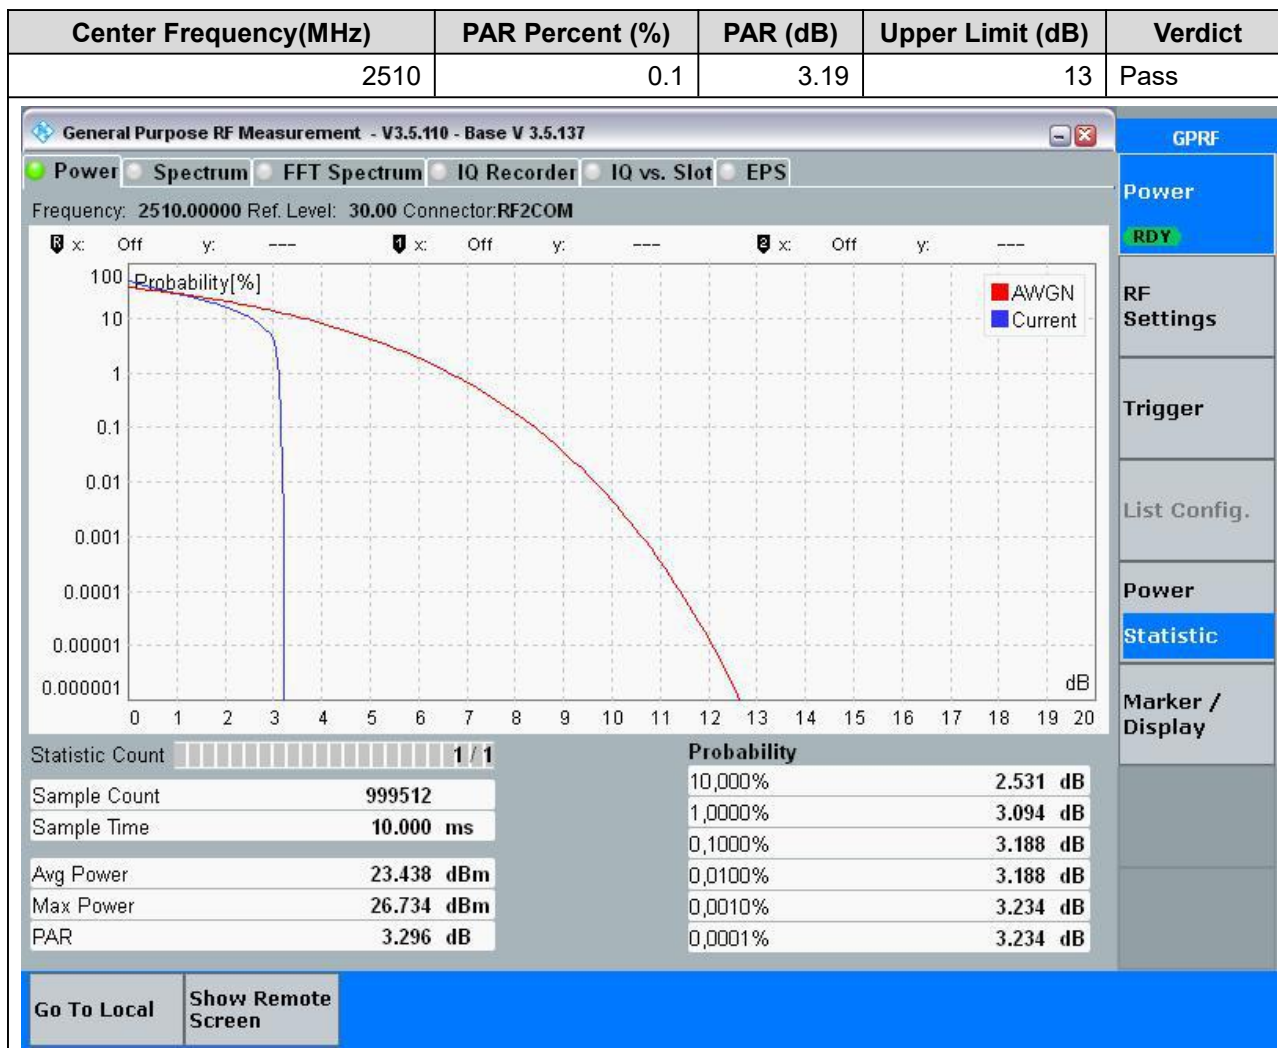 Center Frequency(MHz) PAR Percent (%) PAR (dB) Upper Limit (dB) Verdict
2510 0.1 3.19 13 Pass
General Purpose RF Measurement - V3.5.110 - Base V 3.5.137
GPRF
Power Spectrum FFT Spectrum IQ Recorder IQ vs. Slot EPS
Power
RDY
Frequency: 2510.00000 Ref. Level: 30.00 Connector:RF2COM
R x: Off y: --- 1 x: Off y: --- 2 x: Off y: ---
Probability[%]
AWGN
Current
100
10
1
0.1
0.01
0.001
0.0001
0.00001
0.000001
dB
0 1 2 3 4 5 6 7 8 9 10 11 12 13 14 15 16 17 18 19 20
RF
Settings
Trigger
List Config.
Power
Statistic
Marker /
Display
Statistic Count 1 / 1
Sample Count 999512
Sample Time 10.000 ms
Avg Power 23.438 dBm
Max Power 26.734 dBm
PAR 3.296 dB
Probability
10,000% 2.531 dB
1,0000% 3.094 dB
0,1000% 3.188 dB
0,0100% 3.188 dB
0,0010% 3.234 dB
0,0001% 3.234 dB
Go To Local
Show Remote
Screen